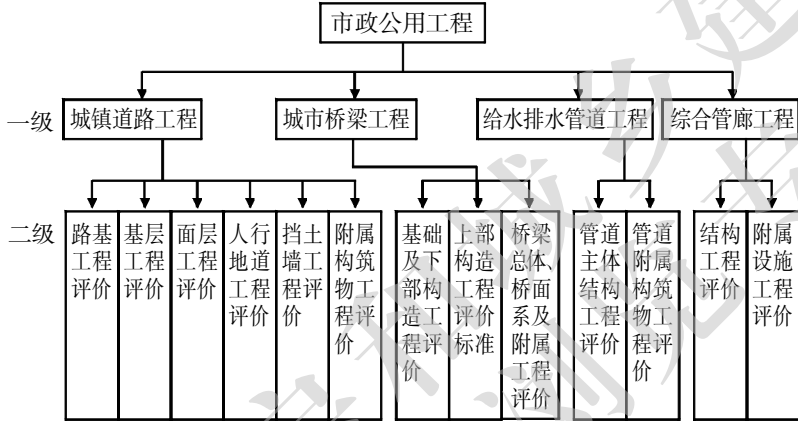 市政公用工程
一级
城镇道路工程
城市桥梁工程
给水排水管道工程
综合管廊工程
二级
路基
工程
评价
基层
工程
评价
面层
工程
评价
人行
地道
工程
评价
挡土
墙工
程评
价
附属
构筑
物工
程评
价
基础
及下
部构
造工
程评
价
上部
构造
工程
评价
标准
桥梁
总体、
桥面
系及
附属
工程
评价
管道
主体
结构
工程
评价
管道
附属
构筑
物工
程评
价
结构
工程
评价
附属
设施
工程
评价